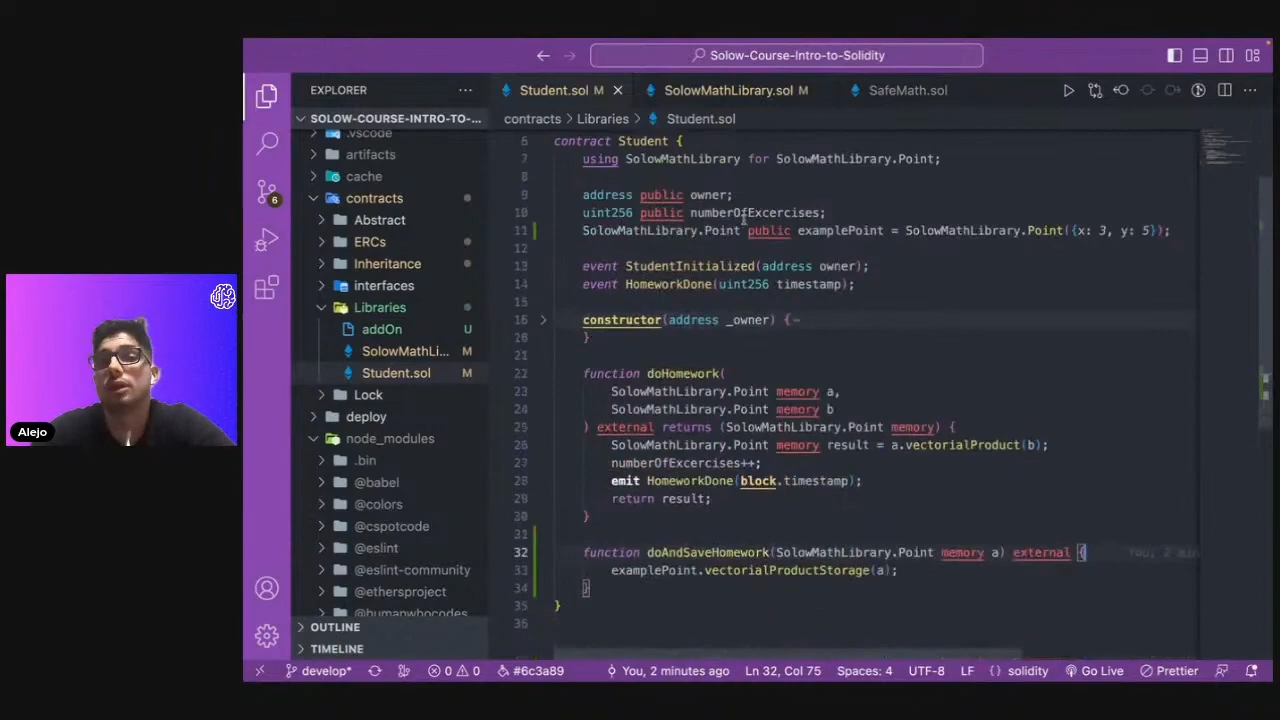 Solow-Course-Intro-to-Solidity
EXPLORER
SOLOW-COURSE-INTRO-TO-...
.vscode
artifacts
cache
contracts
Abstract
ERCs
Inheritance
interfaces
Libraries
addOn U
SolowMathLi... M
Student.sol M
Lock
deploy
node_modules
.bin
@babel
@colors
@cspotcode
@eslint
@eslint-community
@ethersproject
@humanwhocodes
OUTLINE
TIMELINE
Student.sol M
SolowMathLibrary.sol M
SafeMath.sol
contracts > Libraries > Student.sol
6 contract Student {
7 using SolowMathLibrary for SolowMathLibrary.Point;
8
9 address public owner;
10 uint256 public numberOfExcercises;
11 SolowMathLibrary.Point public examplePoint = SolowMathLibrary.Point({x: 3, y: 5});
12
13 event StudentInitialized(address owner);
14 event HomeworkDone(uint256 timestamp);
15
16 constructor(address _owner) {
20 }
21
22 function doHomework(
23 SolowMathLibrary.Point memory a,
24 SolowMathLibrary.Point memory b
25 ) external returns (SolowMathLibrary.Point memory) {
26 SolowMathLibrary.Point memory result = a.vectorialProduct(b);
27 numberOfExcercises++;
28 emit HomeworkDone(block.timestamp);
29 return result;
30 }
31
32 function doAndSaveHomework(SolowMathLibrary.Point memory a) external { You, 2 min
33 examplePoint.vectorialProductStorage(a);
34 }
35 }
36
Alejo
6
develop* 0 0 #6c3a89 You, 2 minutes ago Ln 32, Col 75 Spaces: 4 UTF-8 LF {} solidity Go Live Prettier